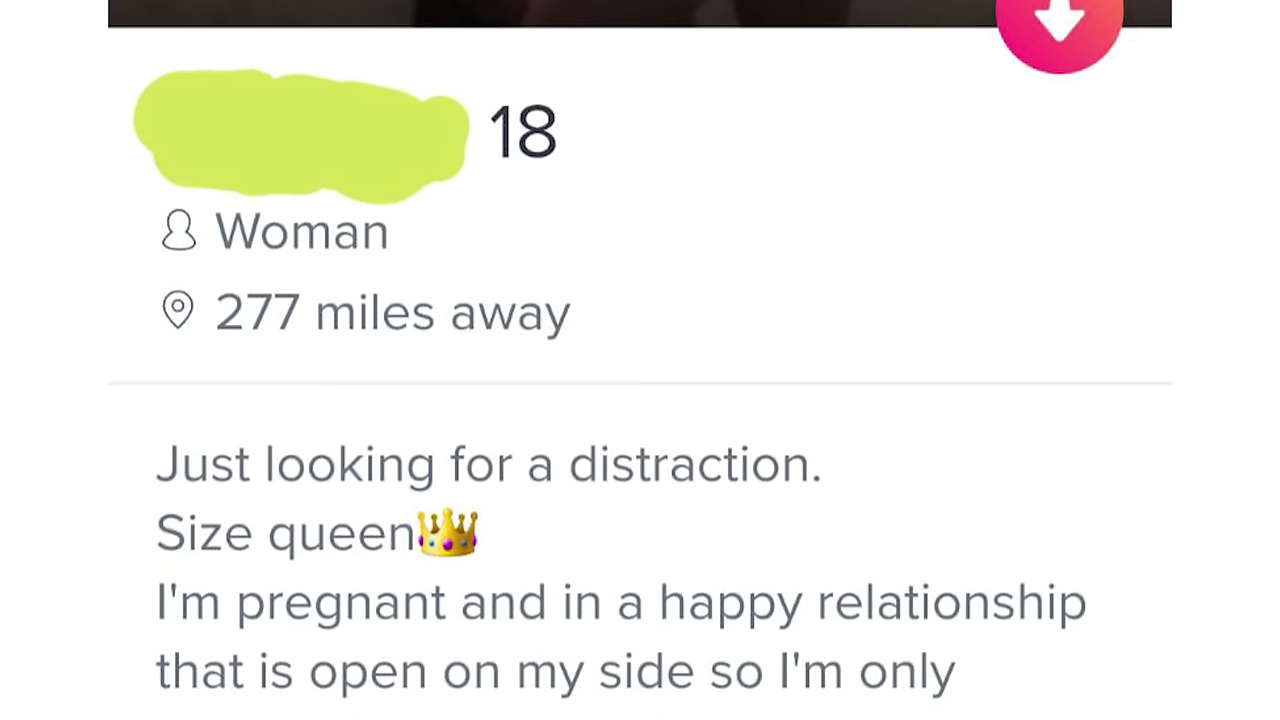 18
Woman
277 miles away
Just looking for a distraction.
Size queen👑
I'm pregnant and in a happy relationship
that is open on my side so I'm only